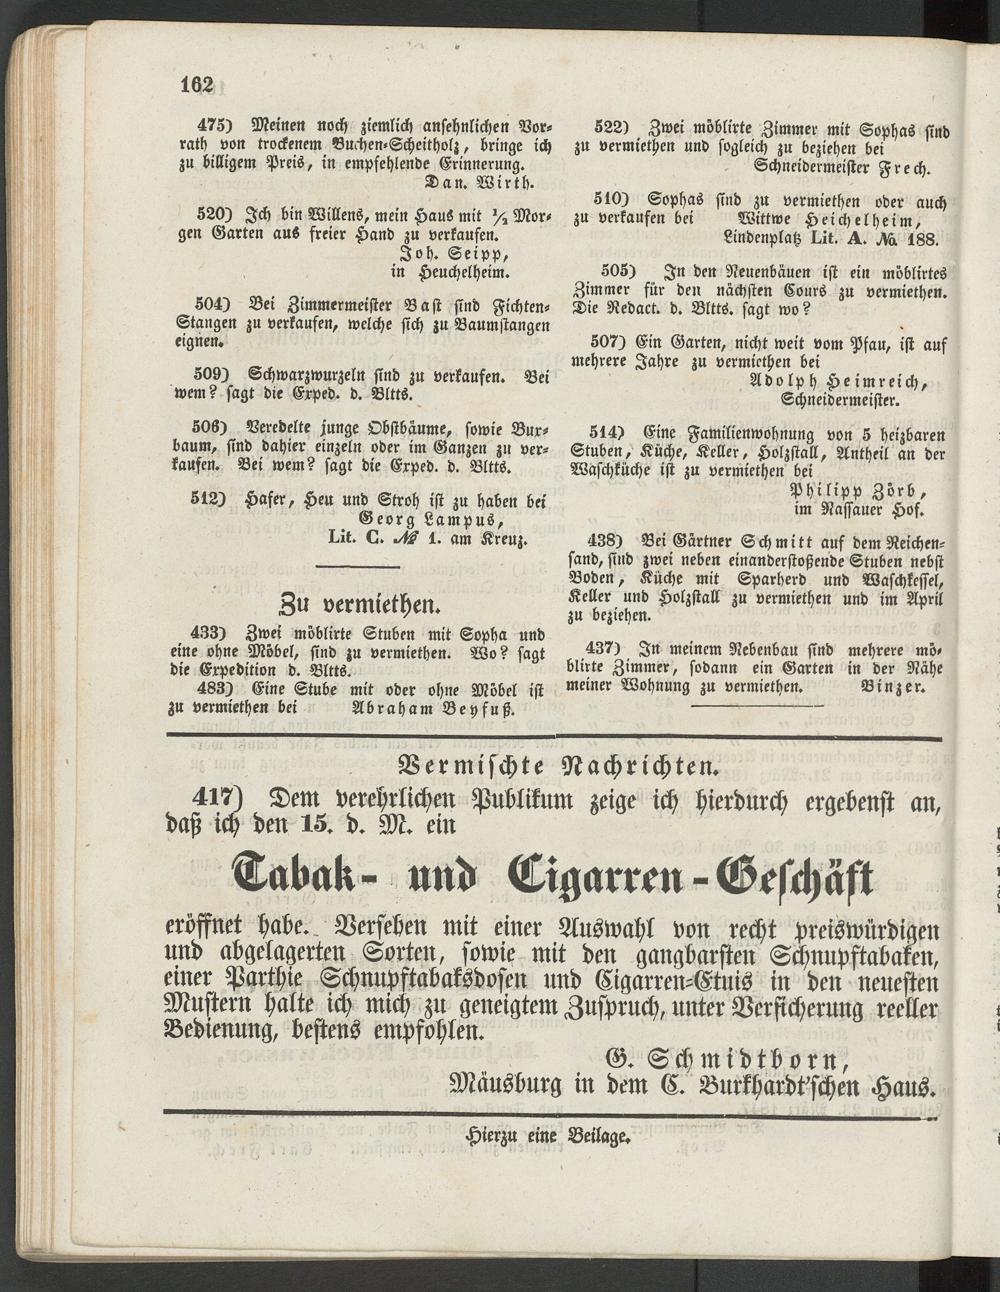 162
475) Meinen noch ziemlich ansehnlichen Vor-
rath von trockenem Buchen-Scheitholz, bringe ich
zu billigem Preis, in empfehlende Erinnerung.
Dan. Wirth.
520) Ich bin Willens, mein Haus mit ½ Mor-
gen Garten aus freier Hand zu verkaufen.
Joh. Seipp,
in Heuchelheim.
504) Bei Zimmermeister Bast sind Fichten-
Stangen zu verkaufen, welche sich zu Baumstangen
eignen.
509) Schwarzwurzeln sind zu verkaufen. Bei
wem? sagt die Exped. d. Bltts.
506) Veredelte junge Obstbäume, sowie Bux-
baum, sind dahier einzeln oder im Ganzen zu ver-
kaufen. Bei wem? sagt die Exped. d. Bltts.
512) Hafer, Heu und Stroh ist zu haben bei
Georg Lampus,
Lit. C. № 1. am Kreuz.
Zu vermiethen.
433) Zwei möblirte Stuben mit Sopha und
eine ohne Möbel, sind zu vermiethen. Wo? sagt
die Expedition d. Bltts.
483) Eine Stube mit oder ohne Möbel ist
zu vermiethen bei Abraham Beyfuß.
522) Zwei möblirte Zimmer mit Sophas sind
zu vermiethen und sogleich zu beziehen bei
Schneidermeister Frech.
510) Sophas sind zu vermiethen oder auch
zu verkaufen bei Wittwe Heichelheim,
Lindenplatz Lit. A. № 188.
505) In den Neuenbäuen ist ein möblirtes
Zimmer für den nächsten Cours zu vermiethen.
Die Redact. d. Bltts. sagt wo?
507) Ein Garten, nicht weit vom Pfau, ist auf
mehrere Jahre zu vermiethen bei
Adolph Heimreich,
Schneidermeister.
514) Eine Familienwohnung von 5 heizbaren
Stuben, Küche, Keller, Holzstall, Antheil an der
Waschküche ist zu vermiethen bei
Philipp Zörb,
im Nassauer Hof.
438) Bei Gärtner Schmitt auf dem Reichen-
sand, sind zwei neben einanderstoßende Stuben nebst
Boden, Küche mit Sparherd und Waschkessel,
Keller und Holzstall zu vermiethen und im April
zu beziehen.
437) In meinem Nebenbau sind mehrere mö-
blirte Zimmer, sodann ein Garten in der Nähe
meiner Wohnung zu vermiethen. Binzer.
Vermischte Nachrichten.
417) Dem verehrlichen Publikum zeige ich hierdurch ergebenst an,
daß ich den 15. d. M. ein
Tabak- und Cigarren-Geschäft
eröffnet habe. Versehen mit einer Auswahl von recht preiswürdigen
und abgelagerten Sorten, sowie mit den gangbarsten Schnupftabaken,
einer Parthie Schnupftabaksdosen und Cigarren-Etuis in den neuesten
Mustern halte ich mich zu geneigtem Zuspruch, unter Versicherung reeller
Bedienung, bestens empfohlen.
G. Schmidtborn,
Mäusburg in dem C. Burkhardt'schen Haus.
Hierzu eine Beilage.